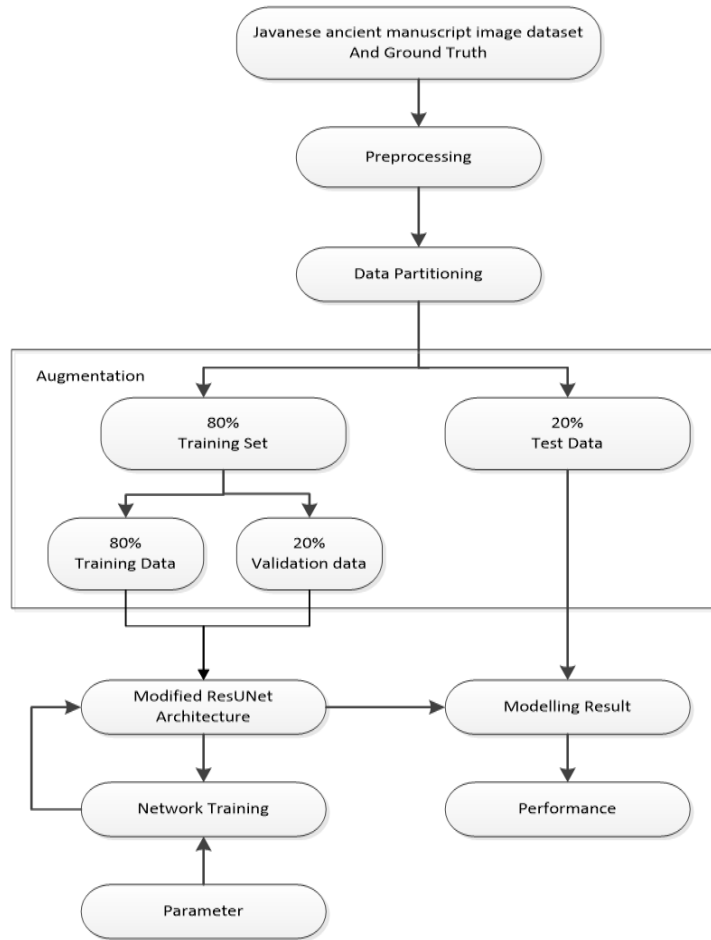 Javanese ancient manuscript image dataset
And Ground Truth
Preprocessing
Data Partitioning
Augmentation
80%
Training Set
20%
Test Data
80%
Training Data
20%
Validation data
Modified ResUNet
Architecture
Modelling Result
Network Training
Performance
Parameter